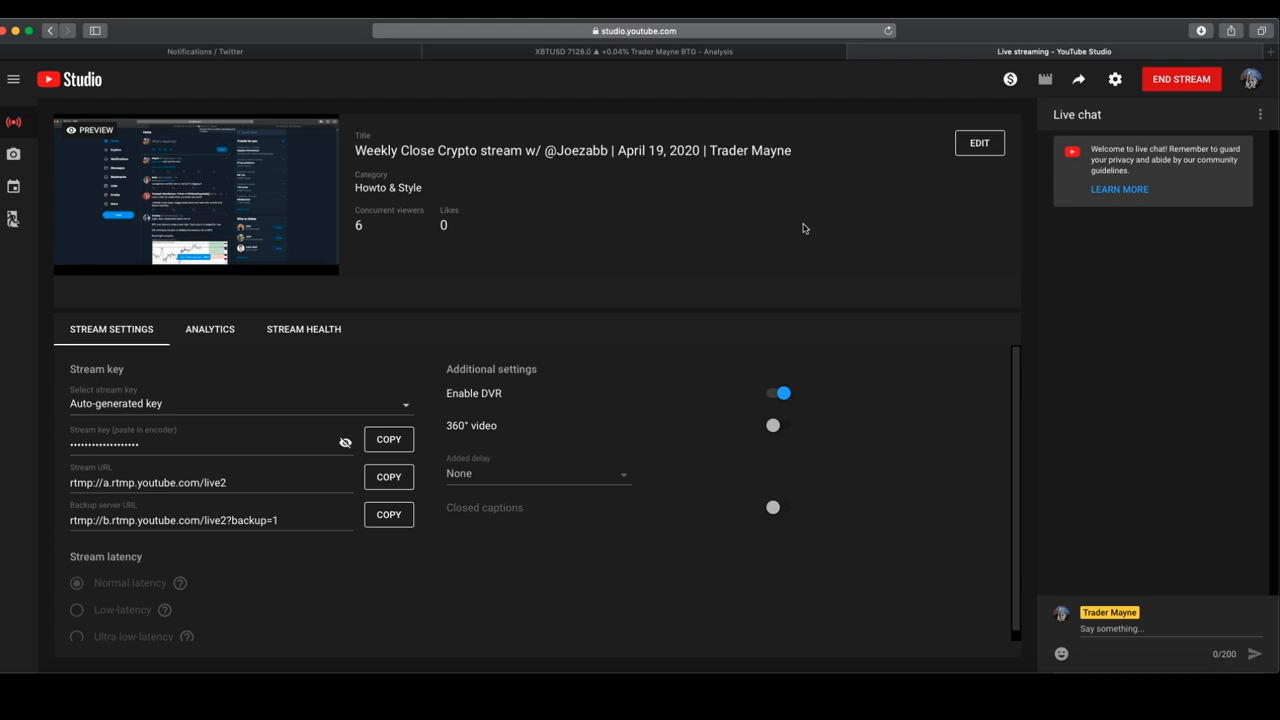 studio.youtube.com
Notifications / Twitter
XBTUSD 7128.0 ▲ +0.04% Trader Mayne BTG - Analysis
Live streaming - YouTube Studio
Studio
END STREAM
PREVIEW
Title
Weekly Close Crypto stream w/ @Joezabb | April 19, 2020 | Trader Mayne
EDIT
Category
Howto & Style
Concurrent viewers
Likes
6
0
Live chat
Welcome to live chat! Remember to guard
your privacy and abide by our community
guidelines.
LEARN MORE
STREAM SETTINGS
ANALYTICS
STREAM HEALTH
Stream key
Select stream key
Auto-generated key
Stream key (paste in encoder)
•••••••••••••••••••
COPY
Stream URL
rtmp://a.rtmp.youtube.com/live2
COPY
Backup server URL
rtmp://b.rtmp.youtube.com/live2?backup=1
COPY
Stream latency
Normal latency
Low-latency
Ultra low-latency
Additional settings
Enable DVR
360° video
Added delay
None
Closed captions
Trader Mayne
Say something...
0/200